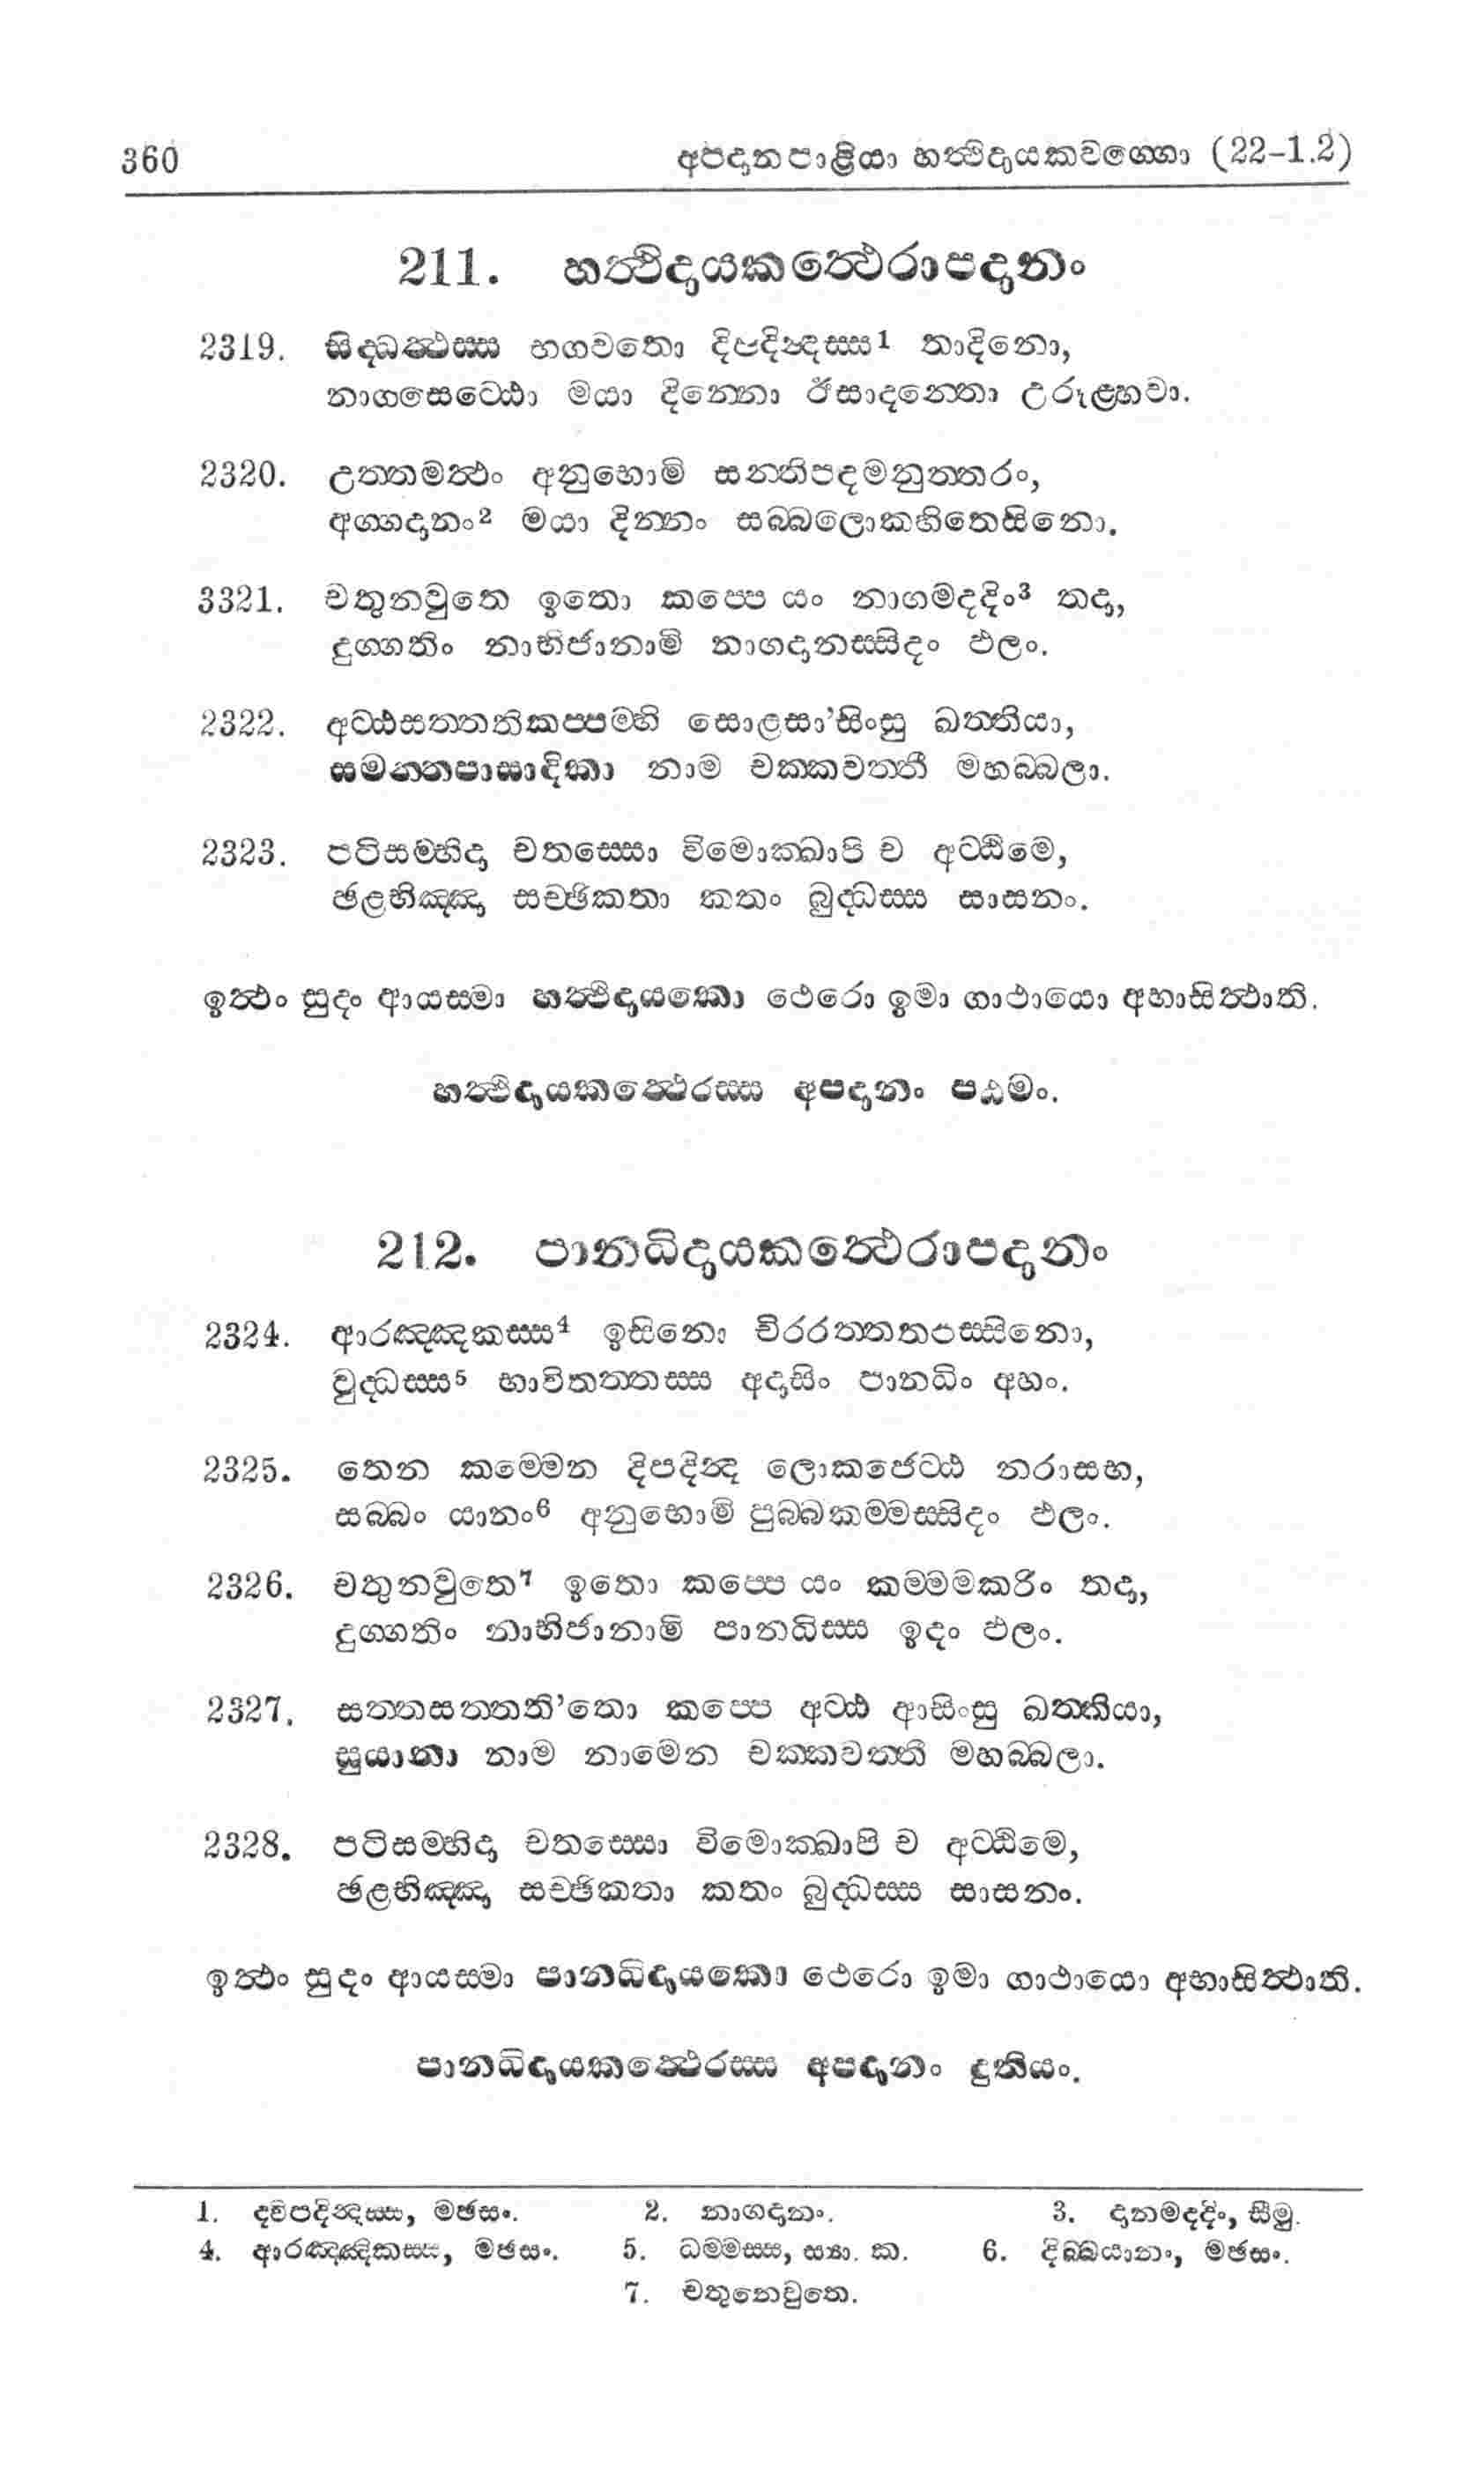 360 අපදානපාළියා හත්ථිදායකවග්ගො (22-1.2)
211. හත්ථිදායකත්ථෙරාපදානං
2319. සිද්ධත්ථස්ස භගවතො දිපදින්දස්ස1 තාදිනො,
නාගසෙට්ඨො මයා දින්නො ඊසාදන්තො උරූළ්හවා.
2320. උත්තමත්ථං අනුභොමි සන්තිපදමනුත්තරං,
අග්ගදානං2 මයා දින්නං සබ්බලොකහිතෙසිනො.
3321. චතුනවුතෙ ඉතො කප්පෙ යං නාගමදදිං3 තදා,
දුග්ගතිං නාභිජානාමි නාගදානස්සිදං ඵලං.
2322. අට්ඨසත්තතිකප්පම්හි සොළසා'සිංසු ඛත්තියා,
සමන්තපාසාදිකා නාම චක්කවත්තී මහබ්බලා.
2323. පටිසම්භිදා චතස්සො විමොක්ඛාපි ච අට්ඨිමෙ,
ඡළභිඤ්ඤා සච්ඡිකතා කතං බුද්ධස්ස සාසනං.
ඉත්ථං සුදං ආයස්මා හත්ථිදායකො ථෙරො ඉමා ගාථායො අභාසිත්ථාති.
හත්ථිදායකත්ථෙරස්ස අපදානං පඨමං.
212. පානධිදායකත්ථෙරාපදානං
2324. ආරඤ්ඤකස්ස4 ඉසිනො චිරරත්තතපස්සිනො,
වුද්ධස්ස5 භාවිතත්තස්ස අදාසිං පානධිං අහං.
2325. තෙන කම්මෙන දිපදින්ද ලොකජෙට්ඨ නරාසභ,
සබ්බං යානං6 අනුභොමි පුබ්බකම්මස්සිදං ඵලං.
2326. චතුනවුතෙ7 ඉතො කප්පෙ යං කම්මමකරිං තදා,
දුග්ගතිං නාභිජානාමි පානධිස්ස ඉදං ඵලං.
2327. සත්තසත්තති'තො කප්පෙ අට්ඨ ආසිංසු ඛත්තියා,
සුයානා නාම නාමෙන චක්කවත්තී මහබ්බලා.
2328. පටිසම්භිදා චතස්සො විමොක්ඛාපි ච අට්ඨිමෙ,
ඡළභිඤ්ඤා සච්ඡිකතා කතං බුද්ධස්ස සාසනං.
ඉත්ථං සුදං ආයස්මා පානධිදායකො ථෙරො ඉමා ගාථායො අභාසිත්ථාති.
පානධිදායකත්ථෙරස්ස අපදානං දුතියං.
1. ද්විපදින්දස්ස, මඡසං. 2. නාගදානං. 3. දානමදදිං, සීමු.
4. ආරඤ්ඤිකස්ස, මඡසං. 5. ධම්මස්ස, ස්‍යා. ක. 6. දිබ්බයානං, මඡසං.
7. චතුනෙවුතෙ.